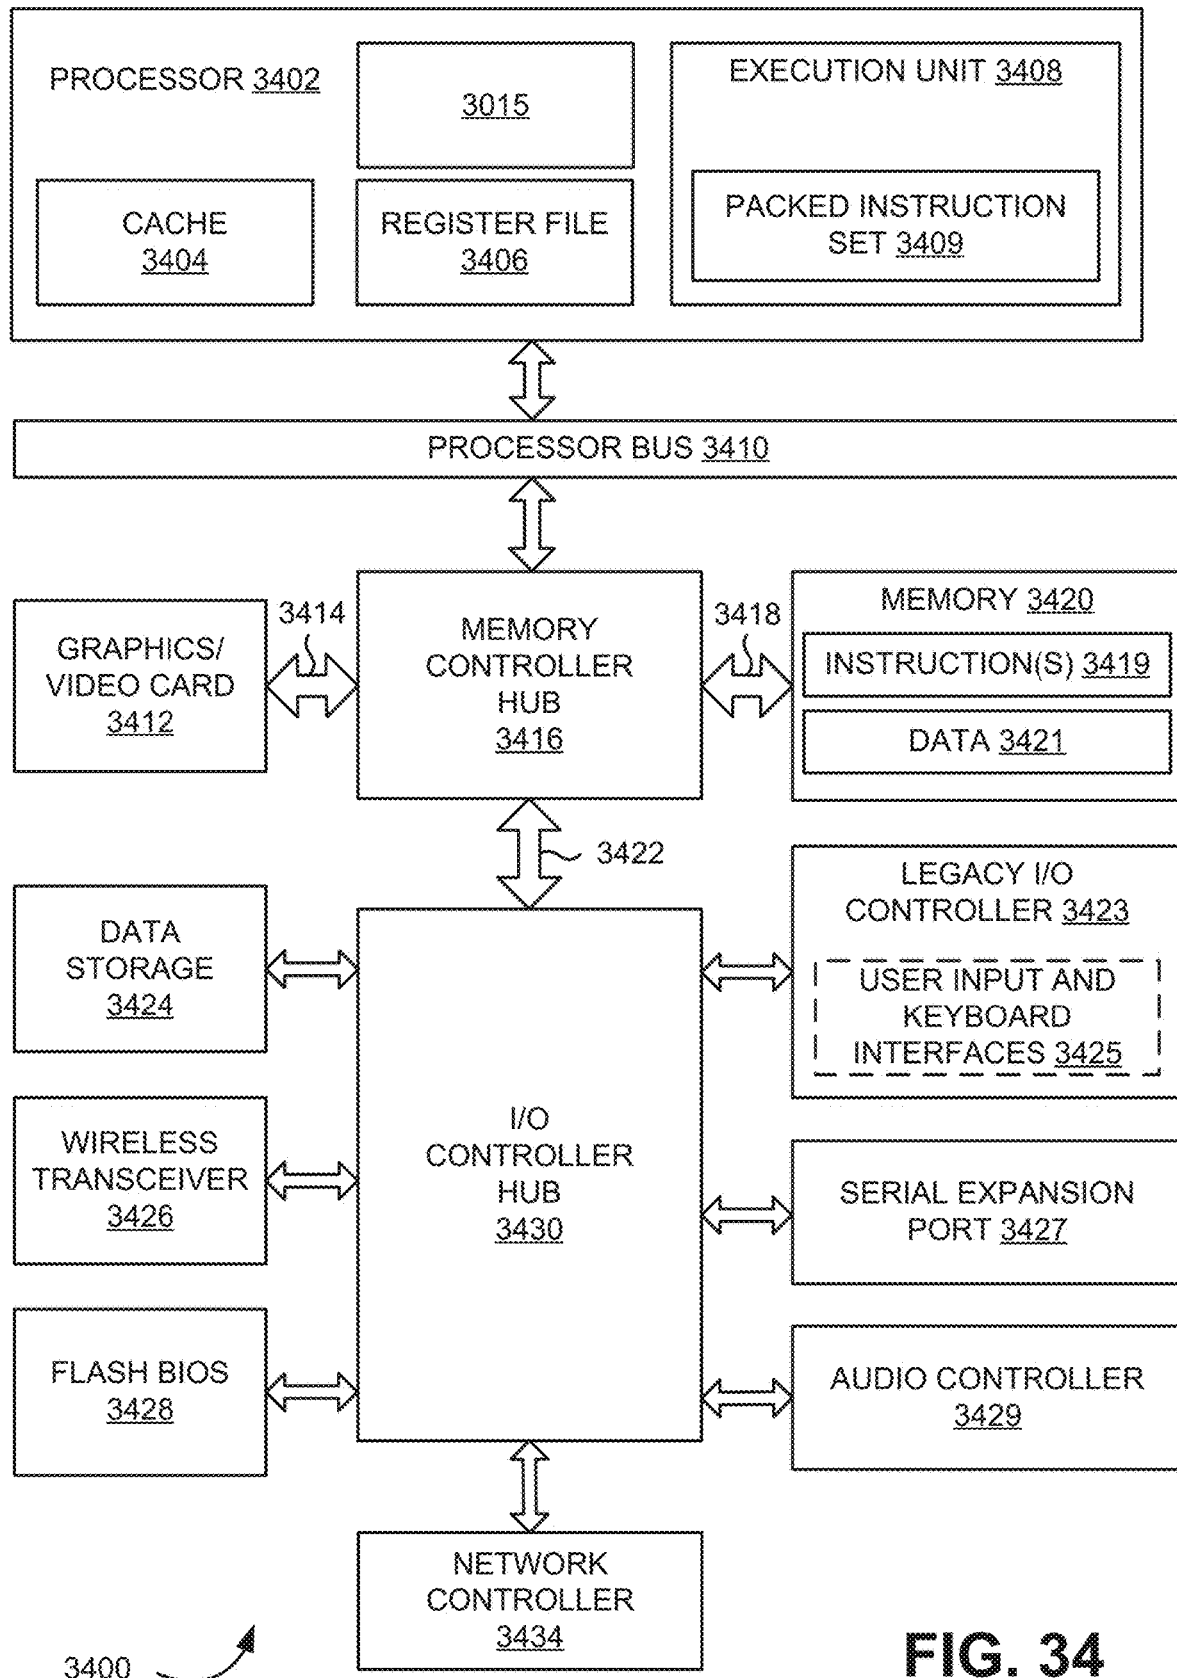 PROCESSOR 3402
3015
EXECUTION UNIT 3408
CACHE
3404
REGISTER FILE
3406
PACKED INSTRUCTION
SET 3409
PROCESSOR BUS 3410
GRAPHICS/
VIDEO CARD
3412
3414
MEMORY
CONTROLLER
HUB
3416
3418
MEMORY 3420
INSTRUCTION(S) 3419
DATA 3421
3422
DATA
STORAGE
3424
LEGACY I/O
CONTROLLER 3423
USER INPUT AND
KEYBOARD
INTERFACES 3425
WIRELESS
TRANSCEIVER
3426
I/O
CONTROLLER
HUB
3430
SERIAL EXPANSION
PORT 3427
FLASH BIOS
3428
AUDIO CONTROLLER
3429
NETWORK
CONTROLLER
3434
3400
FIG. 34